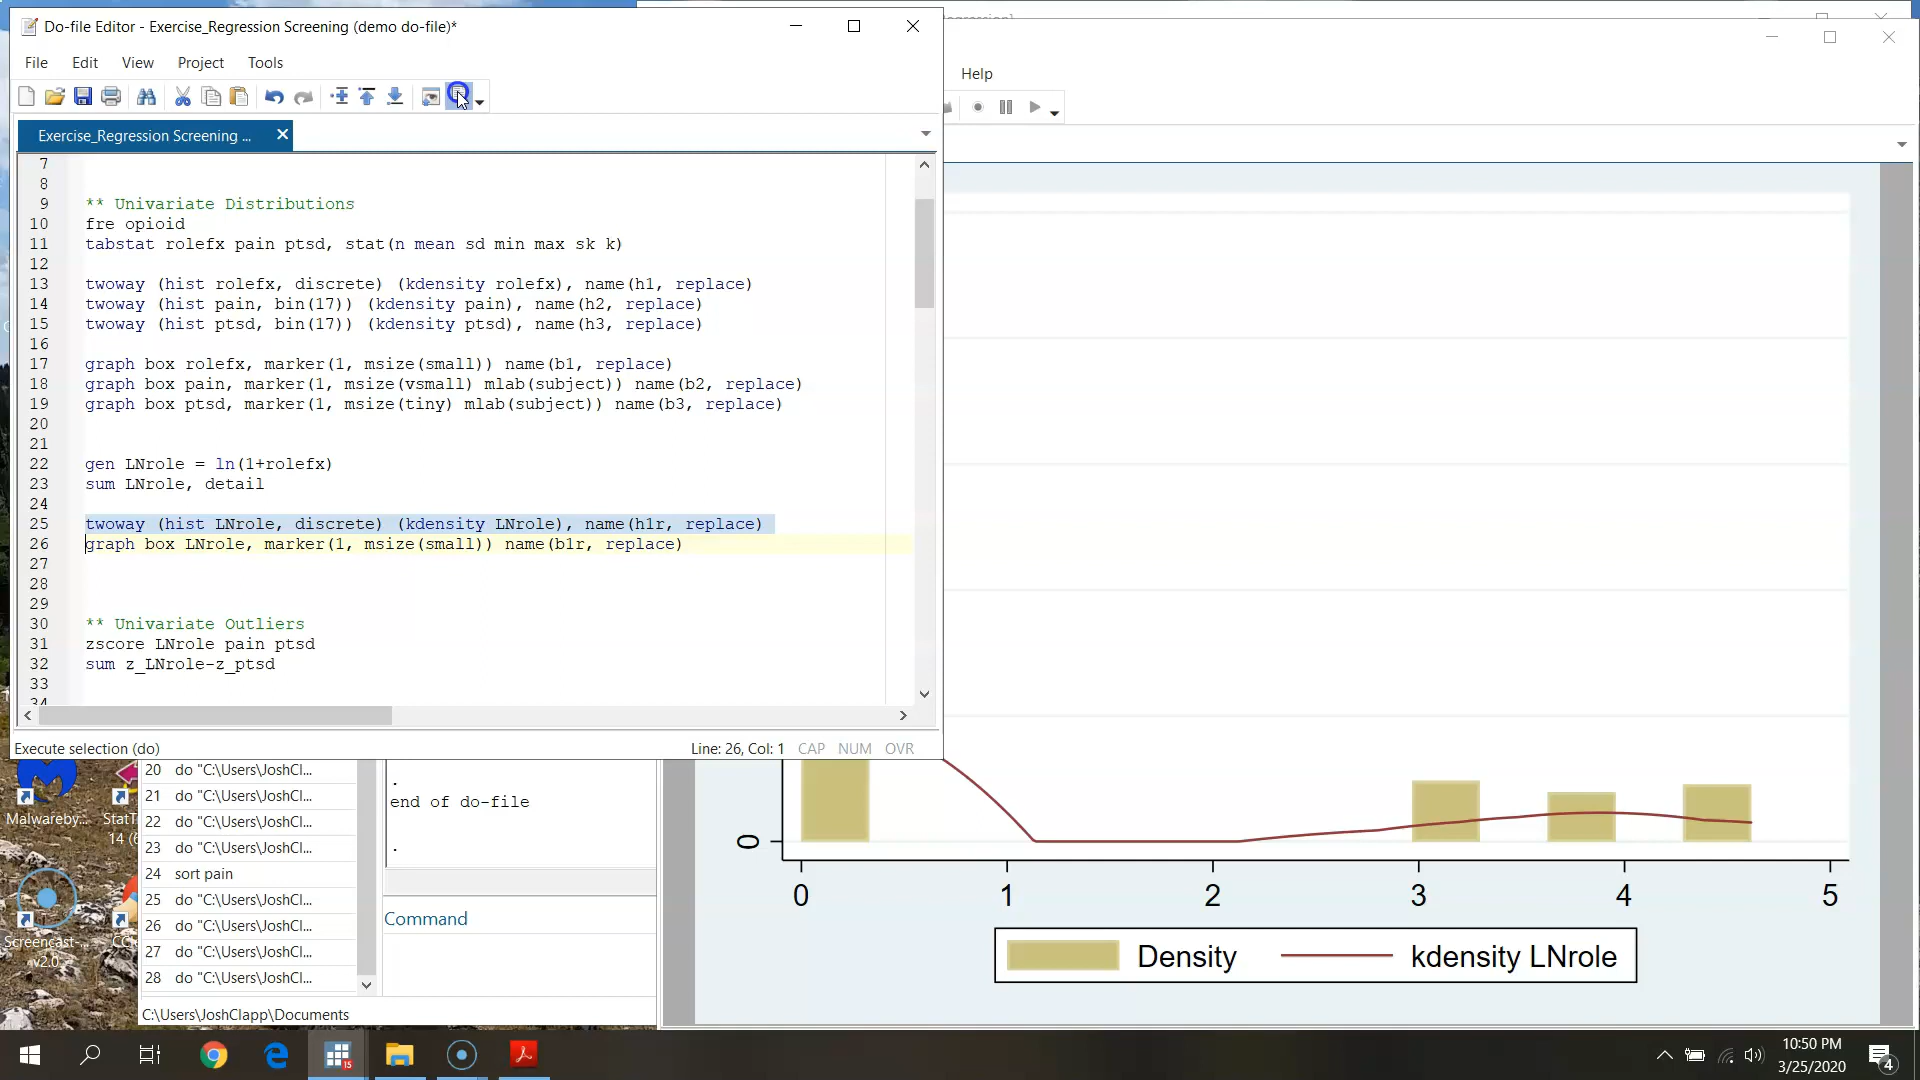 Do-file Editor - Exercise_Regression Screening (demo do-file)*
File Edit View Project Tools
Help
Exercise_Regression Screening ...
7
8
9 ** Univariate Distributions
10 fre opioid
11 tabstat rolefx pain ptsd, stat(n mean sd min max sk k)
12
13 twoway (hist rolefx, discrete) (kdensity rolefx), name(h1, replace)
14 twoway (hist pain, bin(17)) (kdensity pain), name(h2, replace)
15 twoway (hist ptsd, bin(17)) (kdensity ptsd), name(h3, replace)
16
17 graph box rolefx, marker(1, msize(small)) name(b1, replace)
18 graph box pain, marker(1, msize(vsmall) mlab(subject)) name(b2, replace)
19 graph box ptsd, marker(1, msize(tiny) mlab(subject)) name(b3, replace)
20
21
22 gen LNrole = ln(1+rolefx)
23 sum LNrole, detail
24
25 twoway (hist LNrole, discrete) (kdensity LNrole), name(h1r, replace)
26 graph box LNrole, marker(1, msize(small)) name(b1r, replace)
27
28
29
30 ** Univariate Outliers
31 zscore LNrole pain ptsd
32 sum z_LNrole-z_ptsd
33
34
Execute selection (do)
Line: 26, Col: 1 CAP NUM OVR
20 do "C:\Users\JoshCl...
21 do "C:\Users\JoshCl...
22 do "C:\Users\JoshCl...
23 do "C:\Users\JoshCl...
24 sort pain
25 do "C:\Users\JoshCl...
26 do "C:\Users\JoshCl...
27 do "C:\Users\JoshCl...
28 do "C:\Users\JoshCl...
.
end of do-file
.
Command
C:\Users\JoshClapp\Documents
Malwareby...
Screencast-...
v2.0
0
0 1 2 3 4 5
Density kdensity LNrole
15
10:50 PM
3/25/2020
4